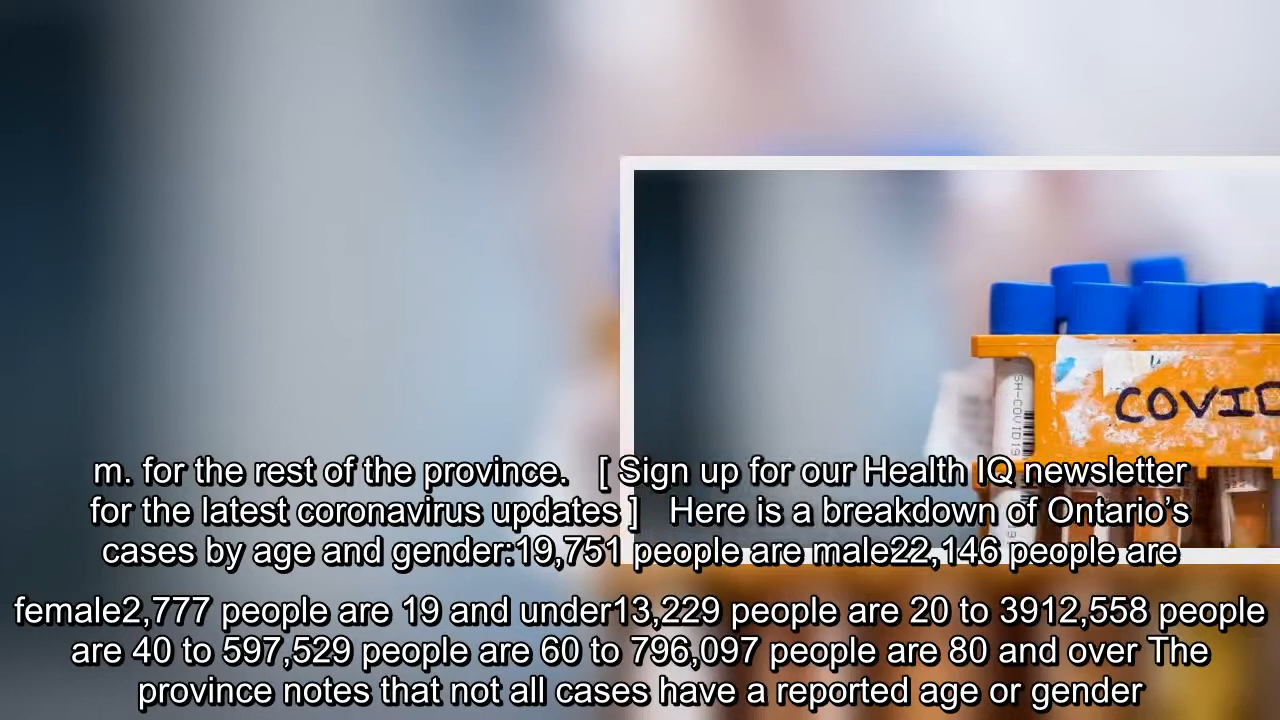 SH-COVID19
COVID
m. for the rest of the province. [ Sign up for our Health IQ newsletter
for the latest coronavirus updates ] Here is a breakdown of Ontario’s
cases by age and gender:19,751 people are male22,146 people are
female2,777 people are 19 and under13,229 people are 20 to 3912,558 people
are 40 to 597,529 people are 60 to 796,097 people are 80 and over The
province notes that not all cases have a reported age or gender